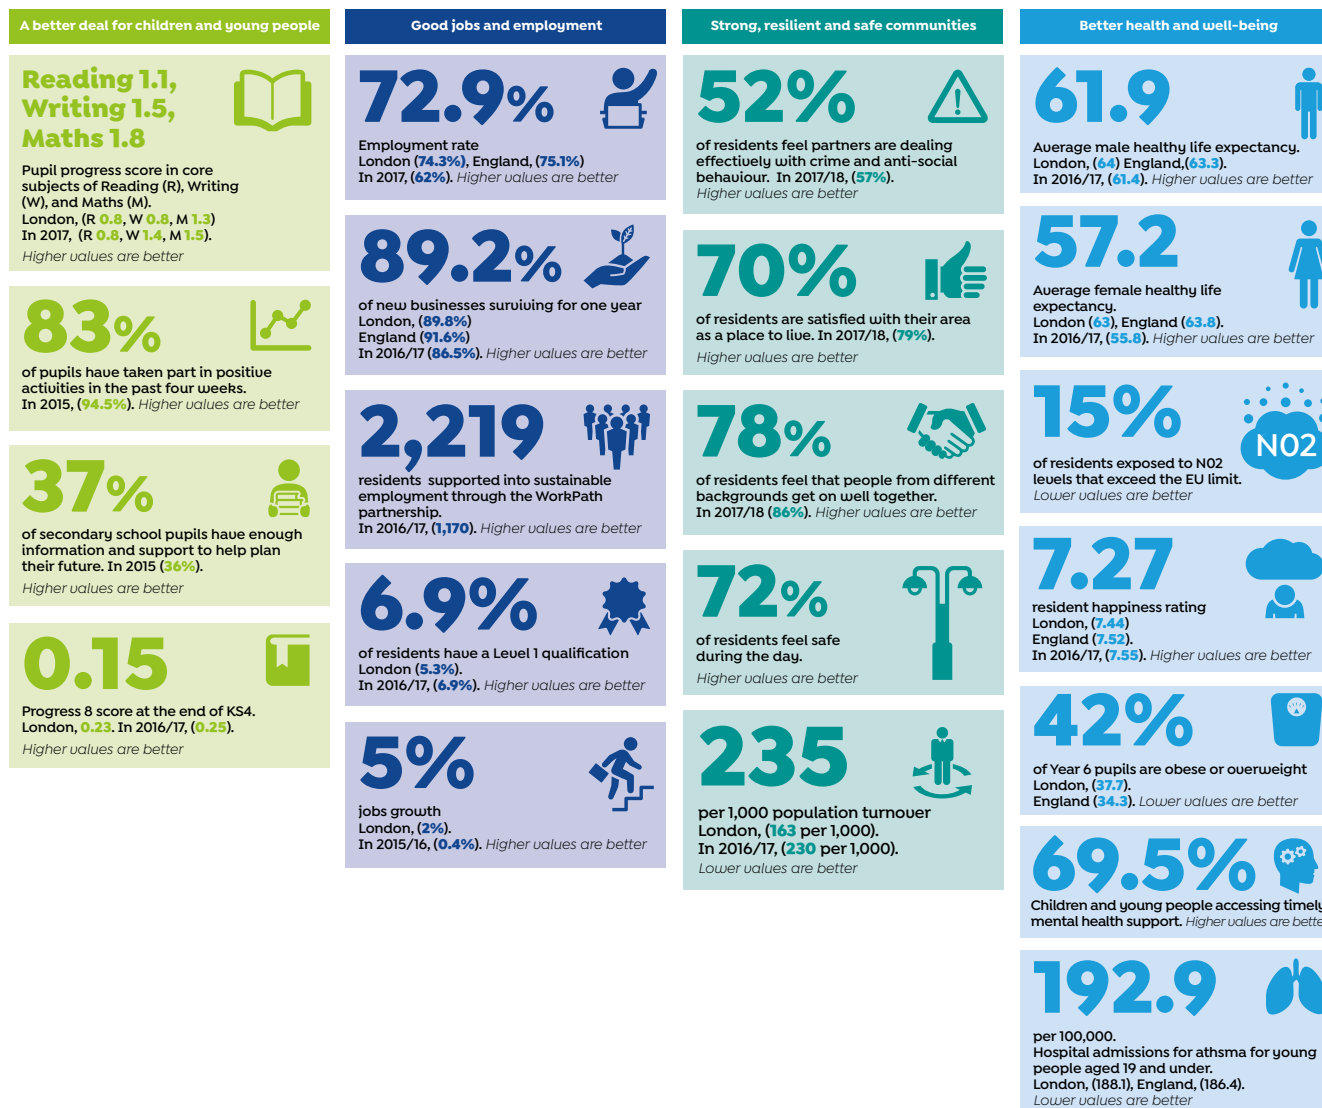 A better deal for children and young people
Reading 1.1,
Writing 1.5,
Maths 1.8
Pupil progress score in core
subjects of Reading (R), Writing
(W), and Maths (M).
London, (R 0.8, W 0.8, M 1.3)
In 2017, (R 0.8, W 1.4, M 1.5).
Higher values are better
83%
of pupils have taken part in positive
activities in the past four weeks.
In 2015, (94.5%). Higher values are better
37%
of secondary school pupils have enough
information and support to help plan
their future. In 2015 (36%).
Higher values are better
0.15
Progress 8 score at the end of KS4.
London, 0.23. In 2016/17, (0.25).
Higher values are better
Good jobs and employment
72.9%
Employment rate
London (74.3%), England, (75.1%)
In 2017, (62%). Higher values are better
89.2%
of new businesses surviving for one year
London, (89.8%)
England (91.6%)
In 2016/17 (86.5%). Higher values are better
2,219
residents supported into sustainable
employment through the WorkPath
partnership.
In 2016/17, (1,170). Higher values are better
6.9%
of residents have a Level 1 qualification
London (5.3%).
In 2016/17, (6.9%). Higher values are better
5%
jobs growth
London, (2%).
In 2015/16, (0.4%). Higher values are better
Strong, resilient and safe communities
52%
of residents feel partners are dealing
effectively with crime and anti-social
behaviour. In 2017/18, (57%).
Higher values are better
70%
of residents are satisfied with their area
as a place to live. In 2017/18, (79%).
Higher values are better
78%
of residents feel that people from different
backgrounds get on well together.
In 2017/18 (86%). Higher values are better
72%
of residents feel safe
during the day.
Higher values are better
235
per 1,000 population turnover
London, (163 per 1,000).
In 2016/17, (230 per 1,000).
Lower values are better
Better health and well-being
61.9
Average male healthy life expectancy.
London, (64) England,(63.3).
In 2016/17, (61.4). Higher values are better
57.2
Average female healthy life
expectancy.
London (63), England (63.8).
In 2016/17, (55.8). Higher values are better
15%
NO2
of residents exposed to NO2
levels that exceed the EU limit.
Lower values are better
7.27
resident happiness rating
London, (7.44)
England (7.52).
In 2016/17, (7.55). Higher values are better
42%
of Year 6 pupils are obese or overweight
London, (37.7).
England (34.3). Lower values are better
69.5%
Children and young people accessing timely
mental health support. Higher values are bette
192.9
per 100,000.
Hospital admissions for athsma for young
people aged 19 and under.
London, (188.1), England, (186.4).
Lower values are better